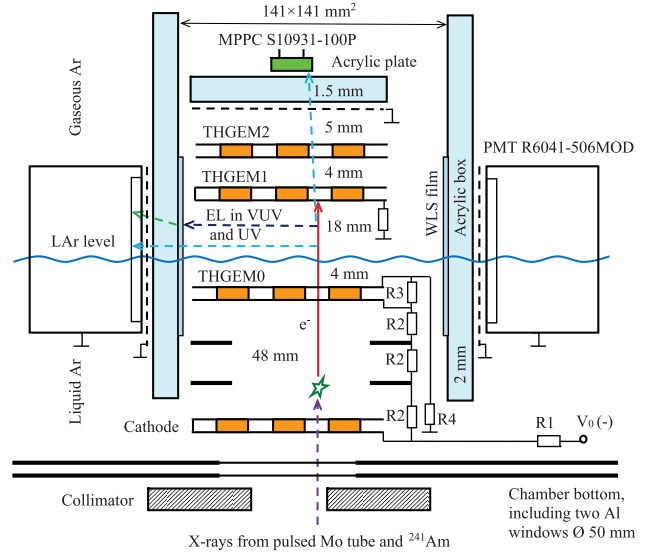 141×141 mm²
MPPC S10931-100P
Acrylic plate
1.5 mm
Gaseous Ar
THGEM2
5 mm
PMT R6041-506MOD
THGEM1
4 mm
WLS film
Acrylic box
EL in VUV
and UV
18 mm
LAr level
THGEM0
4 mm
R3
e⁻
R2
48 mm
R2
2 mm
Liquid Ar
Cathode
R2
R4
R1
V₀ (-)
Collimator
Chamber bottom,
including two Al
windows Ø 50 mm
X-rays from pulsed Mo tube and ²⁴¹Am